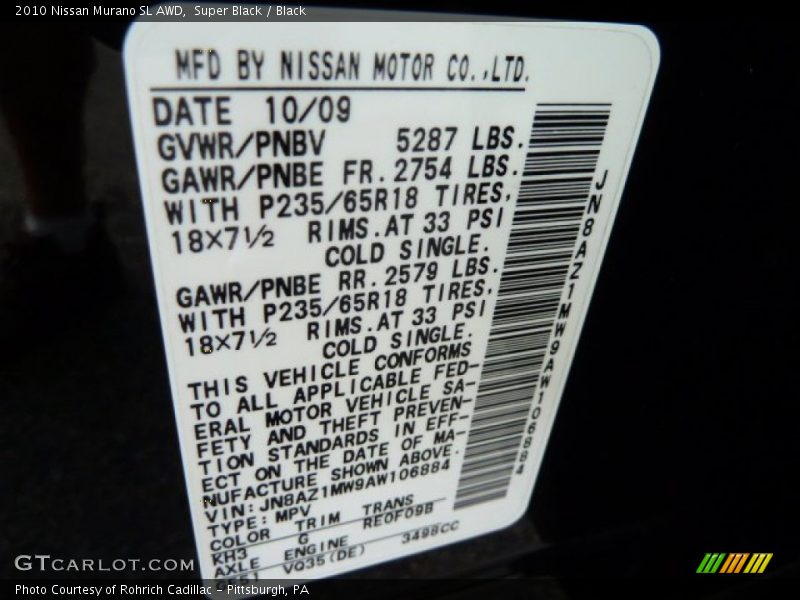 2010 Nissan Murano SL AWD, Super Black / Black
MFD BY NISSAN MOTOR CO.,LTD.
DATE 10/09
GVWR/PNBV 5287 LBS.
GAWR/PNBE FR. 2754 LBS.
WITH P235/65R18 TIRES,
18×7½ RIMS.AT 33 PSI
COLD SINGLE.
GAWR/PNBE RR. 2579 LBS.
WITH P235/65R18 TIRES,
18×7½ RIMS.AT 33 PSI
COLD SINGLE.
THIS VEHICLE CONFORMS
TO ALL APPLICABLE FED-
ERAL MOTOR VEHICLE SA-
FETY AND THEFT PREVEN-
TION STANDARDS IN EFF-
ECT ON THE DATE OF MA-
NUFACTURE SHOWN ABOVE.
VIN:JN8AZ1MW9AW106884
TYPE:MPV
COLOR TRIM TRANS
KH3 G RE0F09B
AXLE ENGINE
VQ35(DE) 3498CC
JN8AZ1MW9AW106884
GTCARLOT.COM
Photo Courtesy of Rohrich Cadillac - Pittsburgh, PA